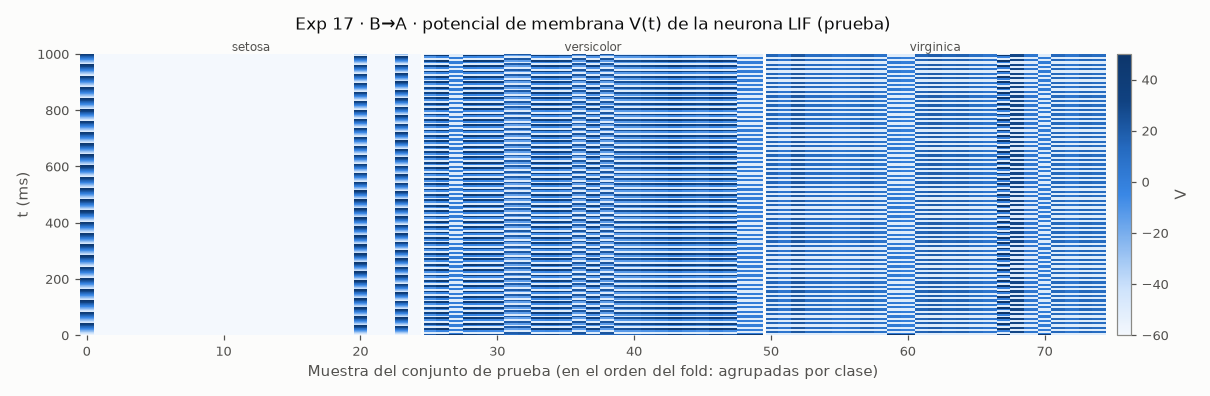 Exp 17 · B→A · potencial de membrana V(t) de la neurona LIF (prueba)
setosa versicolor virginica
1000
800
600
400
200
0
t (ms)
0 10 20 30 40 50 60 70
Muestra del conjunto de prueba (en el orden del fold: agrupadas por clase)
40
20
0
−20
−40
−60
V